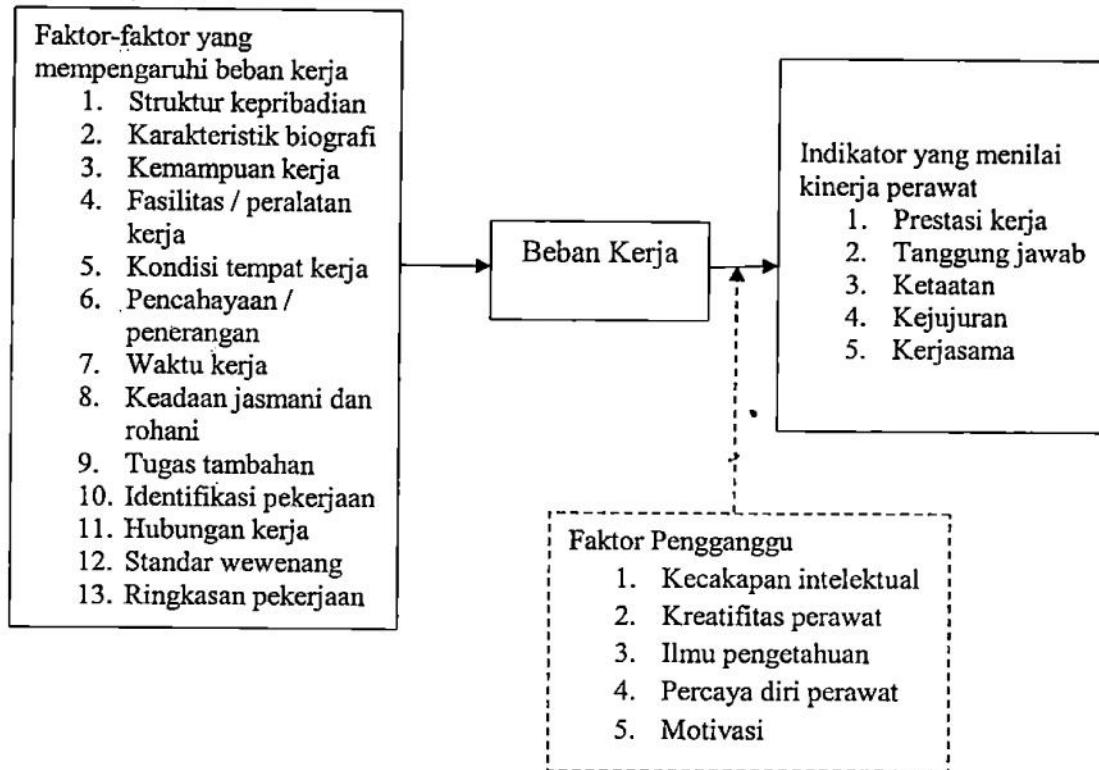 Faktor-faktor yang
mempengaruhi beban kerja
1. Struktur kepribadian
2. Karakteristik biografi
3. Kemampuan kerja
4. Fasilitas / peralatan
kerja
5. Kondisi tempat kerja
6. Pencahayaan /
penerangan
7. Waktu kerja
8. Keadaan jasmani dan
rohani
9. Tugas tambahan
10. Identifikasi pekerjaan
11. Hubungan kerja
12. Standar wewenang
13. Ringkasan pekerjaan
Beban Kerja
Indikator yang menilai
kinerja perawat
1. Prestasi kerja
2. Tanggung jawab
3. Ketaatan
4. Kejujuran
5. Kerjasama
Faktor Pengganggu
1. Kecakapan intelektual
2. Kreatifitas perawat
3. Ilmu pengetahuan
4. Percaya diri perawat
5. Motivasi